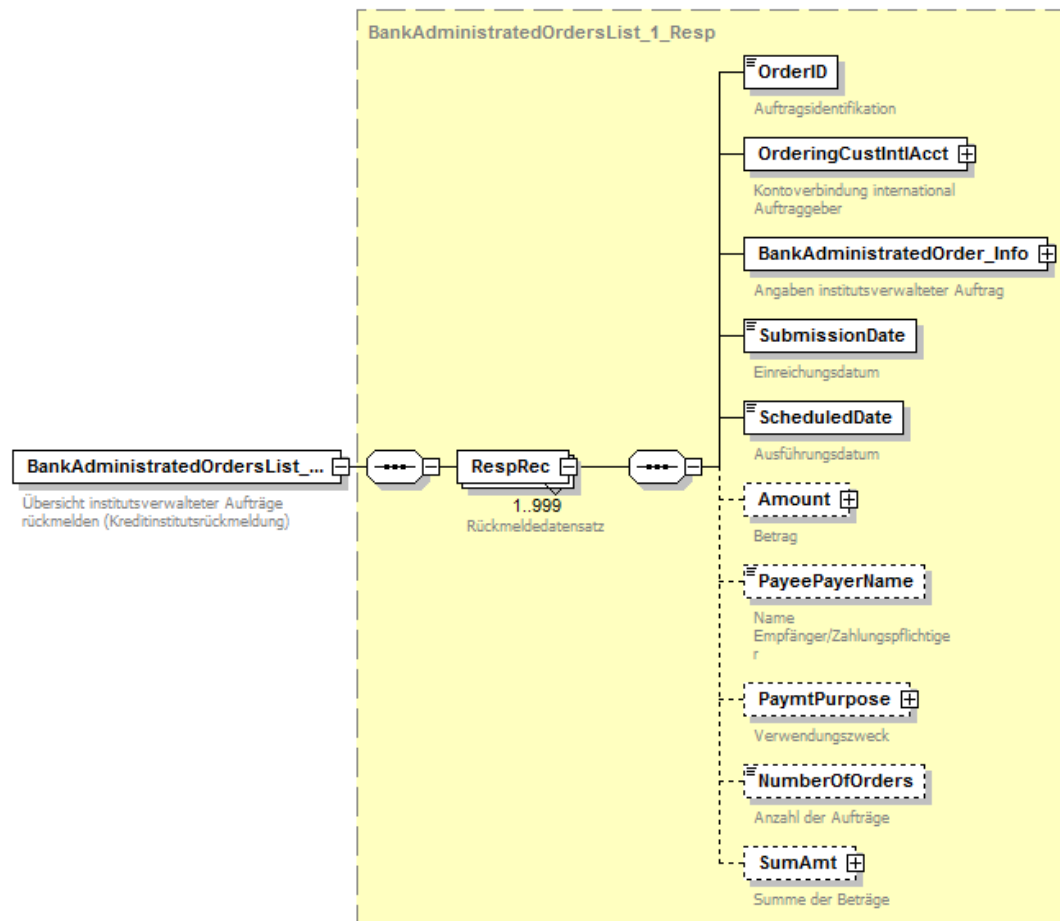 BankAdministratedOrdersList_1_Resp
OrderID
Auftragsidentifikation
OrderingCustIntlAcct
Kontoverbindung international
Auftraggeber
BankAdministratedOrder_Info
Angaben institutsverwalteter Auftrag
SubmissionDate
Einreichungsdatum
ScheduledDate
Ausführungsdatum
BankAdministratedOrdersList_...
Übersicht institutsverwalteter Aufträge
rückmelden (Kreditinstitutsrückmeldung)
RespRec
1..999
Rückmeldedatensatz
Amount
Betrag
PayeePayerName
Name
Empfänger/Zahlungspflichtige
r
PaymtPurpose
Verwendungszweck
NumberOfOrders
Anzahl der Aufträge
SumAmt
Summe der Beträge